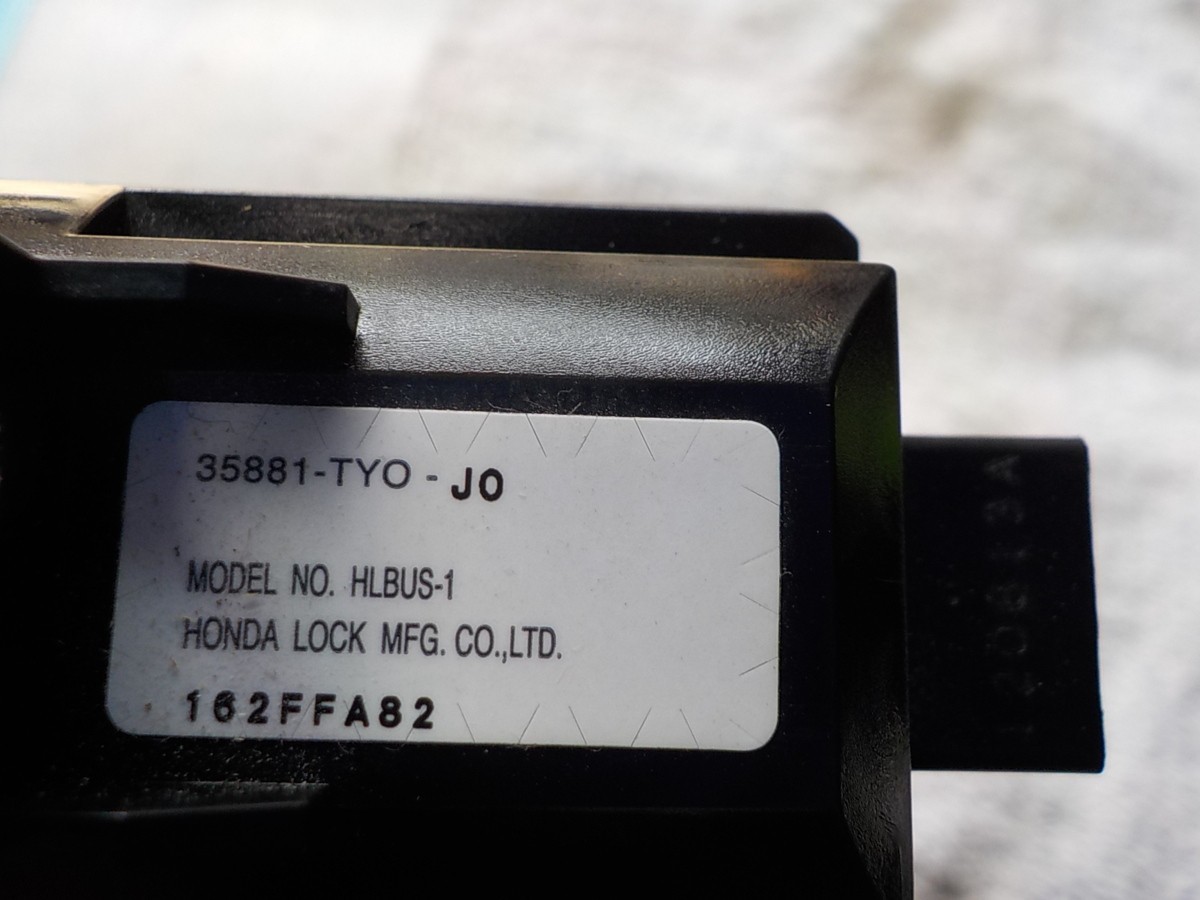 35881-TYO-J0
MODEL NO. HLBUS-1
HONDA LOCK MFG. CO.,LTD.
162FFA82